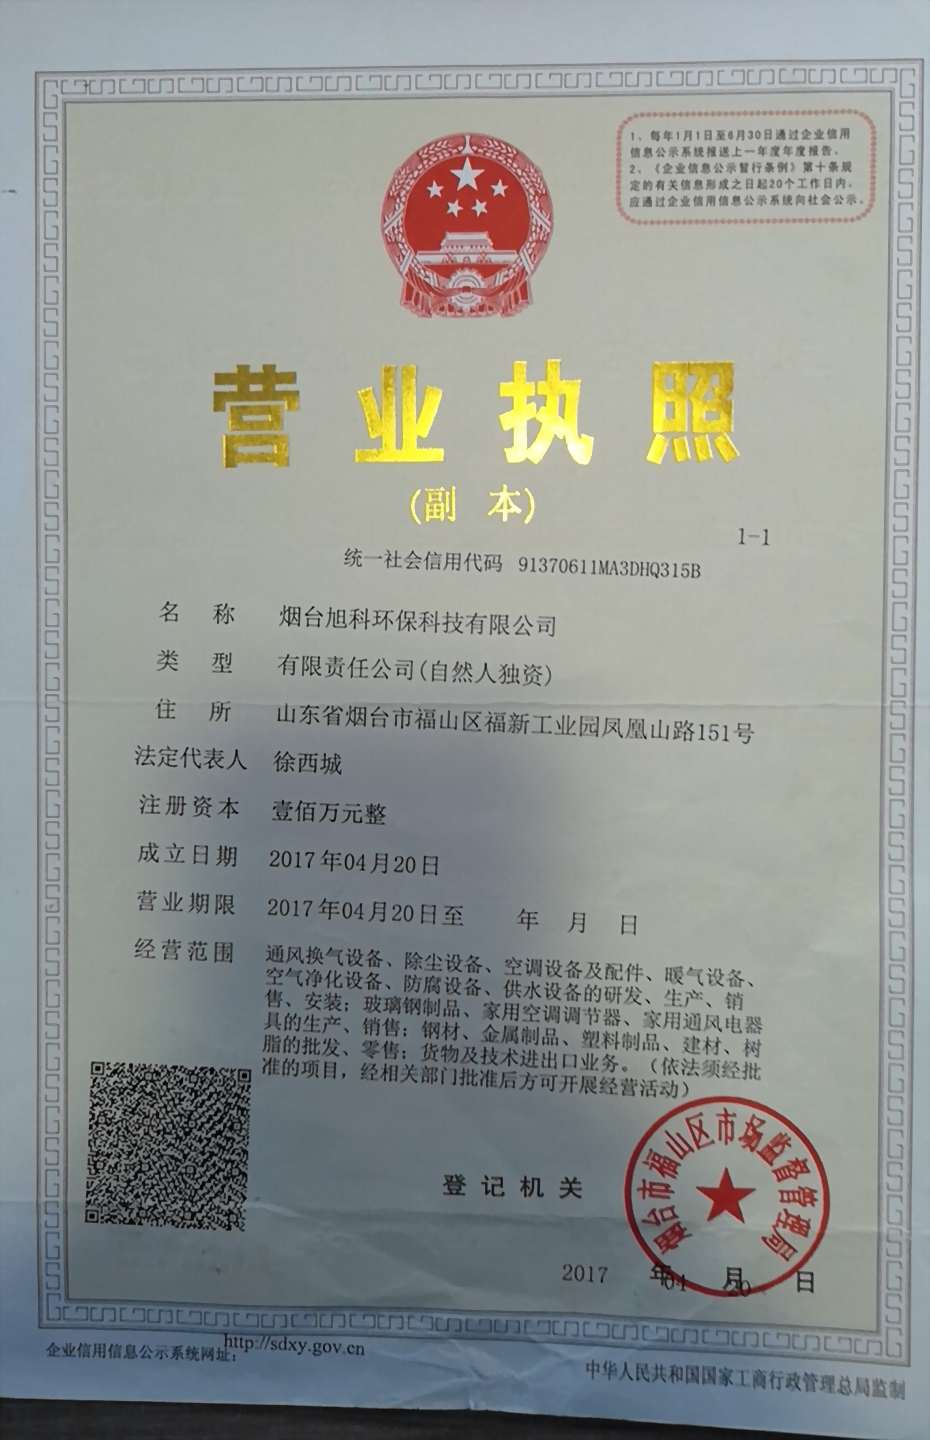 1、每年1月1日至6月30日通过企业信用
信息公示系统报送上一年度年度报告。
2、《企业信息公示暂行条例》第十条规
定的有关信息形成之日起20个工作日内，
应通过企业信用信息公示系统向社会公示。
营业执照
(副 本)
1-1
统一社会信用代码 91370611MA3DHQ315B
名称 烟台旭科环保科技有限公司
类型 有限责任公司(自然人独资)
住所 山东省烟台市福山区福新工业园凤凰山路151号
法定代表人 徐西城
注册资本 壹佰万元整
成立日期 2017年04月20日
营业期限 2017年04月20日至 年 月 日
经营范围 通风换气设备、除尘设备、空调设备及配件、暖气设备、
空气净化设备、防腐设备、供水设备的研发、生产、销
售、安装；玻璃钢制品、家用空调调节器、家用通风电器
具的生产、销售；钢材、金属制品、塑料制品、建材、树
脂的批发、零售；货物及技术进出口业务。（依法须经批
准的项目，经相关部门批准后方可开展经营活动）
烟台市福山区市场监督管理局
登记机关
2017 年04 月20 日
企业信用信息公示系统网址：http://sdxy.gov.cn
中华人民共和国国家工商行政管理总局监制